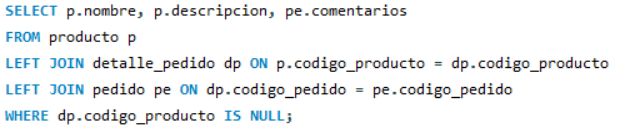 SELECT p.nombre, p.descripcion, pe.comentarios
FROM producto p
LEFT JOIN detalle_pedido dp ON p.codigo_producto = dp.codigo_producto
LEFT JOIN pedido pe ON dp.codigo_pedido = pe.codigo_pedido
WHERE dp.codigo_producto IS NULL;